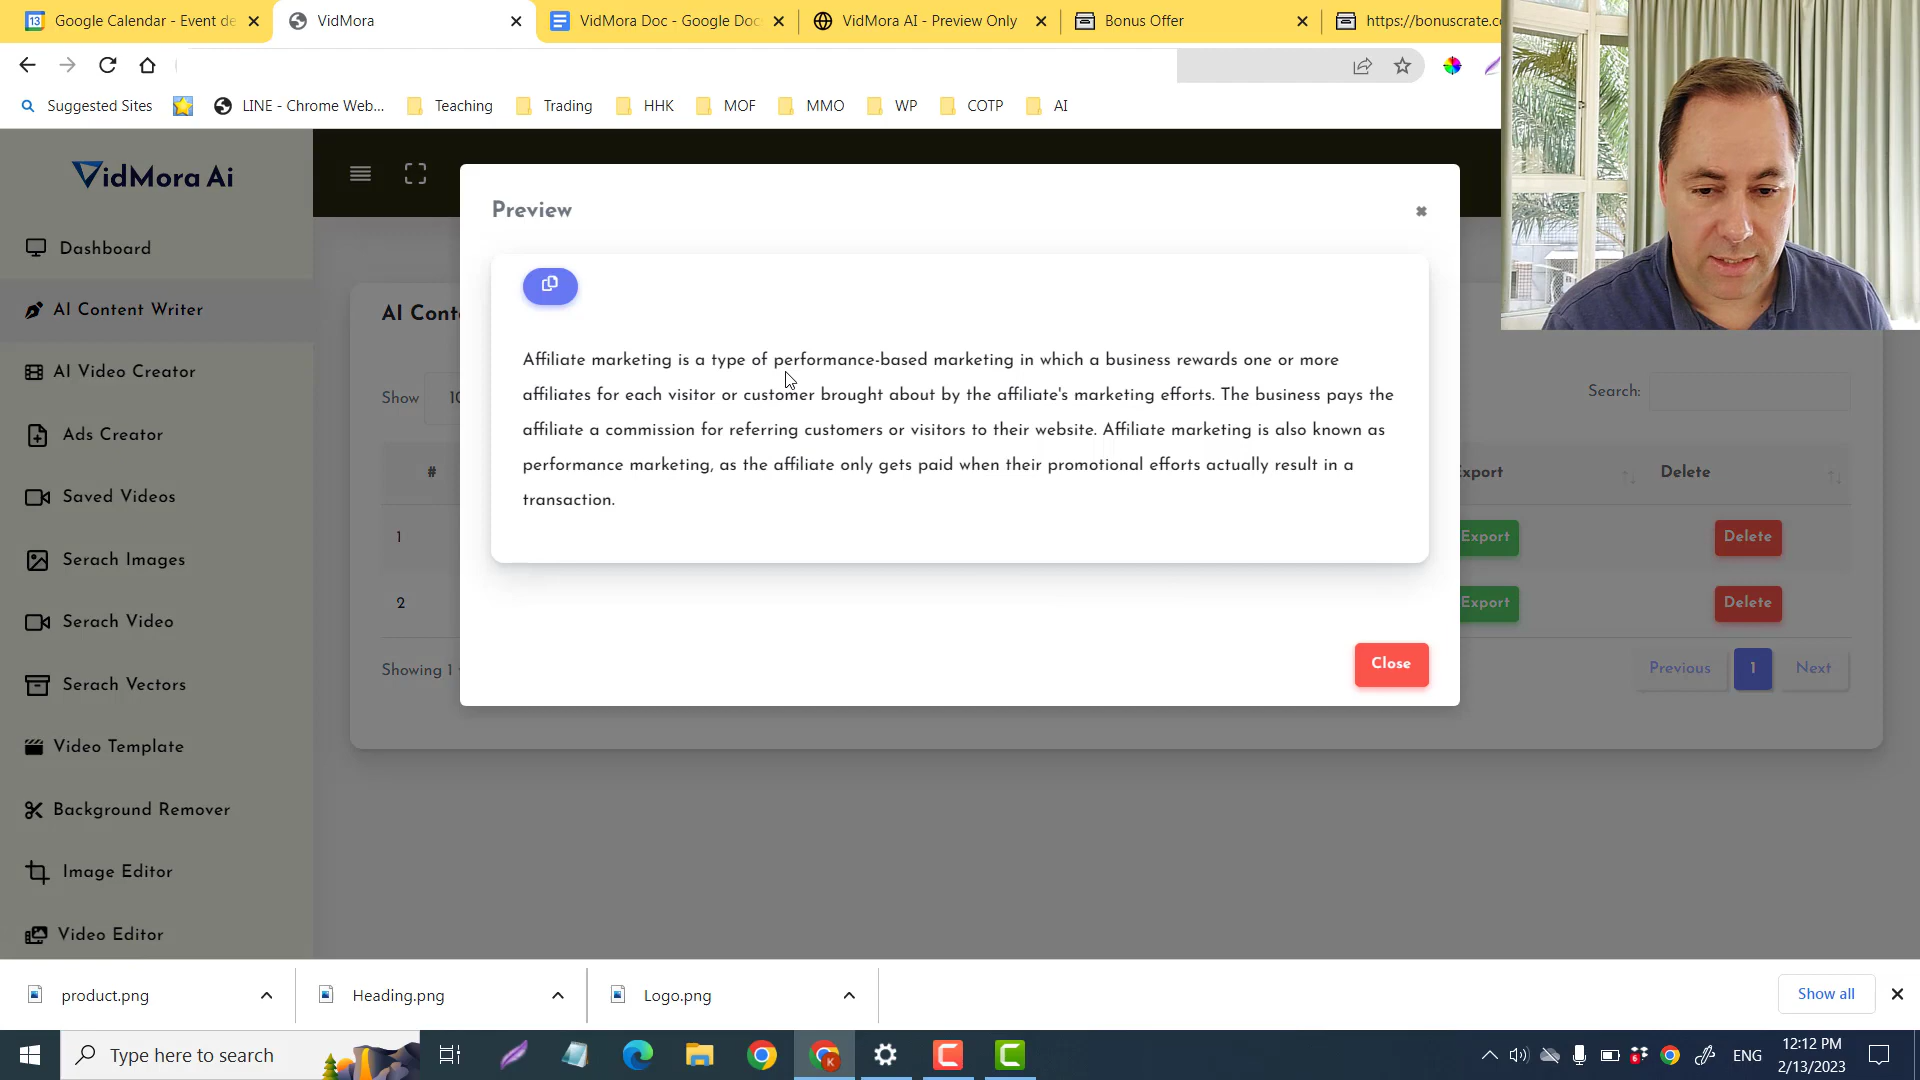 Google Calendar - Event de
VidMora
VidMora Doc - Google Doc
VidMora AI - Preview Only
Bonus Offer
https://bonuscrate.co
Suggested Sites
LINE - Chrome Web...
Teaching
Trading
HHK
MOF
MMO
WP
COTP
AI
VidMora Ai
Dashboard
AI Content Writer
AI Video Creator
Ads Creator
Saved Videos
Serach Images
Serach Video
Serach Vectors
Video Template
Background Remover
Image Editor
Video Editor
AI Conte
Show 10
Search:
#
Export
Delete
1
Export
Delete
2
Export
Delete
Showing 1
Previous
1
Next
Preview
Affiliate marketing is a type of performance-based marketing in which a business rewards one or more
affiliates for each visitor or customer brought about by the affiliate's marketing efforts. The business pays the
affiliate a commission for referring customers or visitors to their website. Affiliate marketing is also known as
performance marketing, as the affiliate only gets paid when their promotional efforts actually result in a
transaction.
Close
product.png
Heading.png
Logo.png
Show all
Type here to search
ENG
12:12 PM
2/13/2023